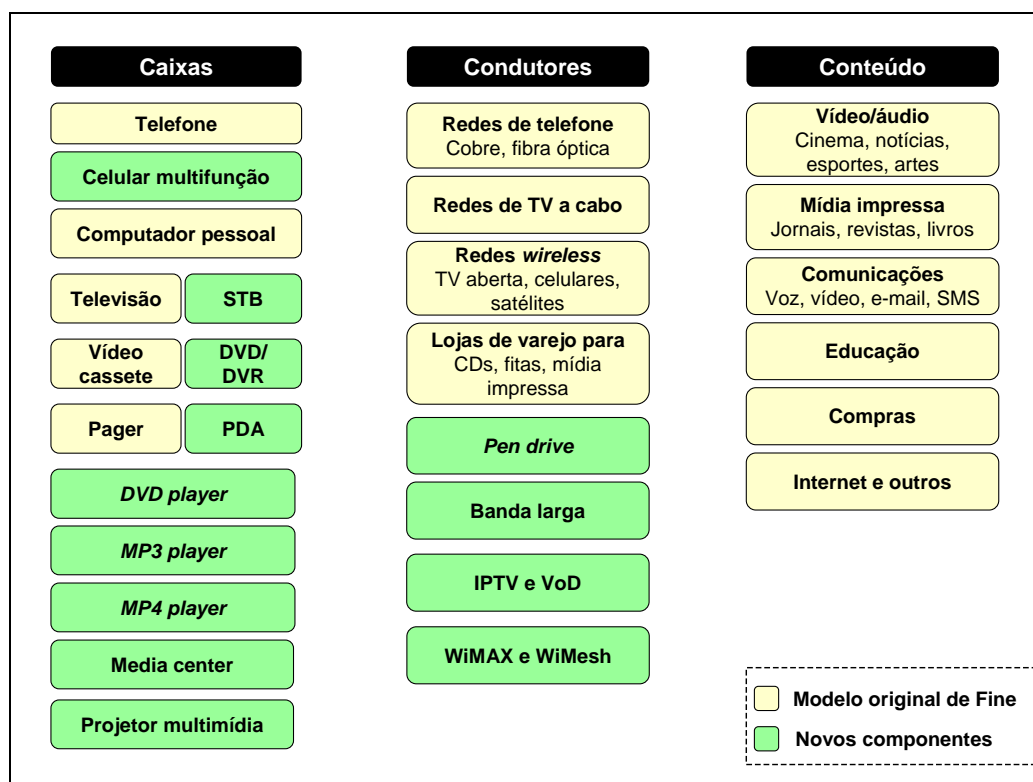 Caixas
Telefone
Celular multifunção
Computador pessoal
Televisão
STB
Vídeo
cassete
DVD/
DVR
Pager
PDA
DVD player
MP3 player
MP4 player
Media center
Projetor multimídia
Condutores
Redes de telefone
Cobre, fibra óptica
Redes de TV a cabo
Redes wireless
TV aberta, celulares,
satélites
Lojas de varejo para
CDs, fitas, mídia
impressa
Pen drive
Banda larga
IPTV e VoD
WiMAX e WiMesh
Conteúdo
Vídeo/áudio
Cinema, notícias,
esportes, artes
Mídia impressa
Jornais, revistas, livros
Comunicações
Voz, vídeo, e-mail, SMS
Educação
Compras
Internet e outros
Modelo original de Fine
Novos componentes